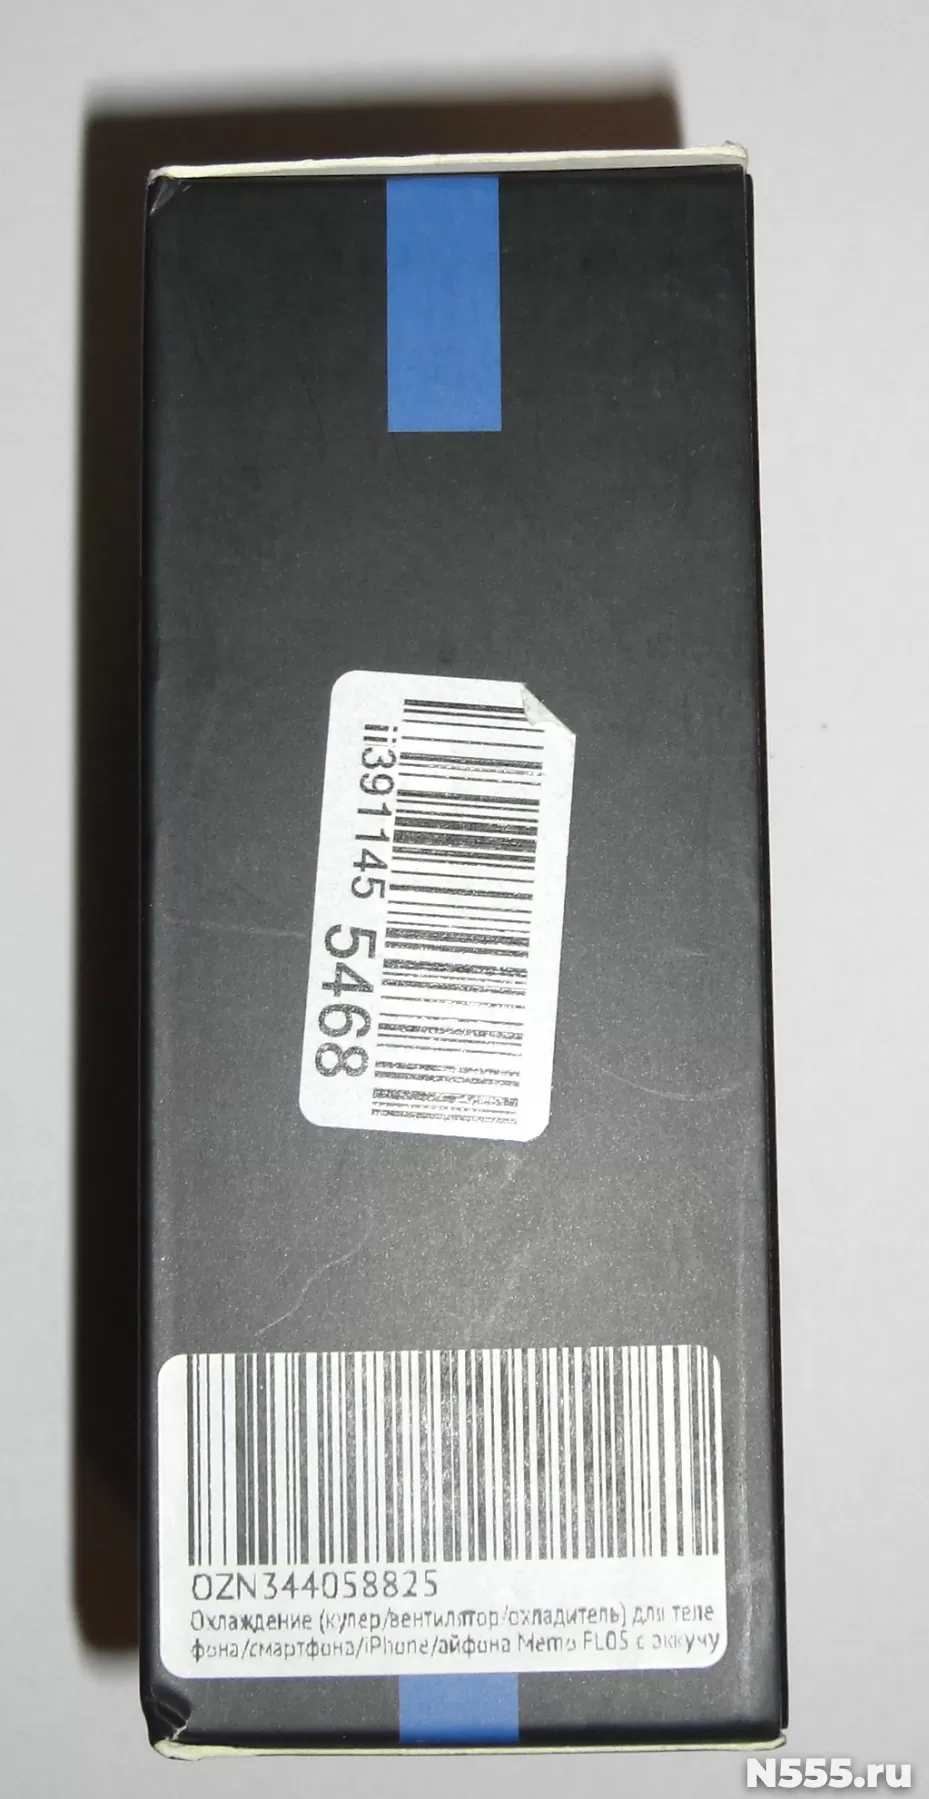 ii391145 5468
OZN344058825
Охлаждение (кулер/вентилятор/охладитель) для теле
фона/смартфона/iPhone/айфона Memo FL05 с аккуму
N555.ru